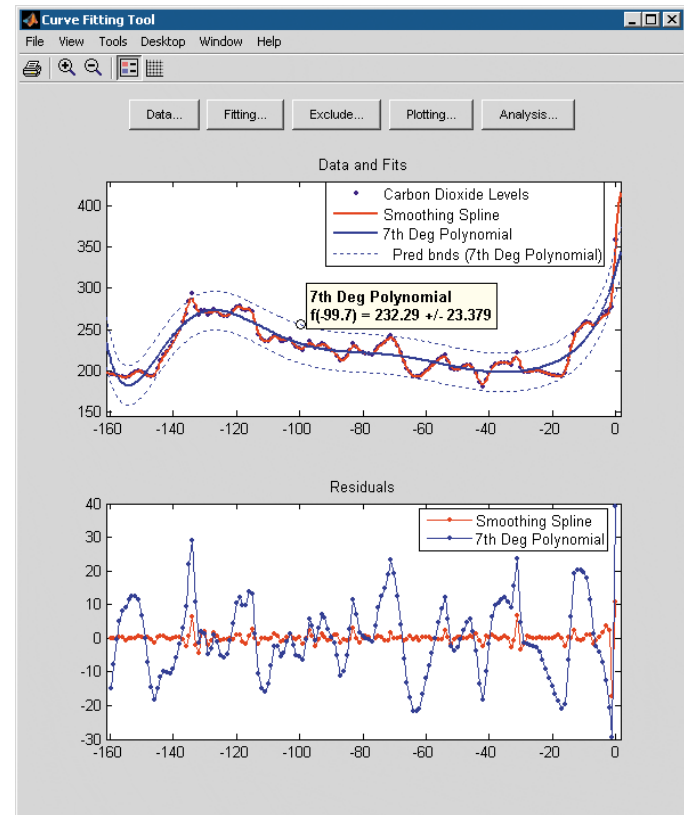 Curve Fitting Tool
File View Tools Desktop Window Help
Data... Fitting... Exclude... Plotting... Analysis...
Data and Fits
Carbon Dioxide Levels
Smoothing Spline
7th Deg Polynomial
Pred bnds (7th Deg Polynomial)
7th Deg Polynomial
f(-99.7) = 232.29 +/- 23.379
400
350
300
250
200
150
-160 -140 -120 -100 -80 -60 -40 -20 0
Residuals
Smoothing Spline
7th Deg Polynomial
40
30
20
10
0
-10
-20
-30
-160 -140 -120 -100 -80 -60 -40 -20 0